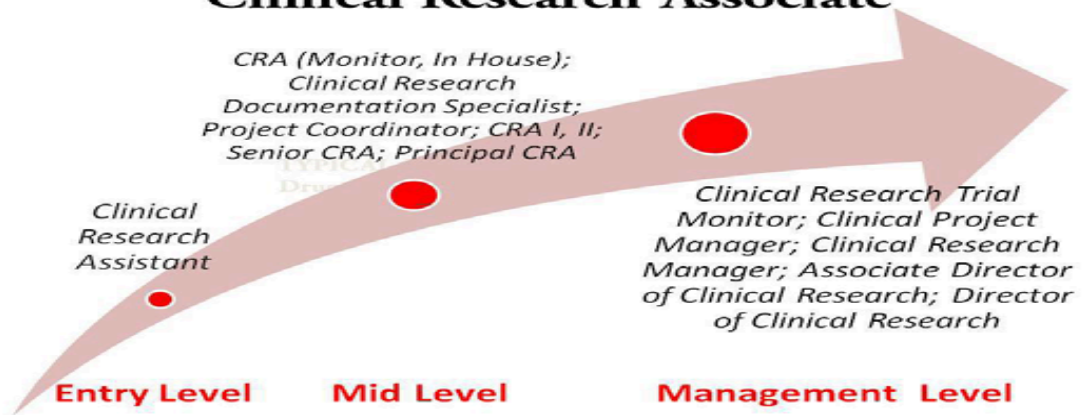 Clinical Research Associate
CRA (Monitor, In House);
Clinical Research
Documentation Specialist;
Project Coordinator; CRA I, II;
Senior CRA; Principal CRA
TYPICAL
Clinical
Research
Assistant
Clinical Research Trial
Monitor; Clinical Project
Manager; Clinical Research
Manager; Associate Director
of Clinical Research; Director
of Clinical Research
Entry Level
Mid Level
Management Level